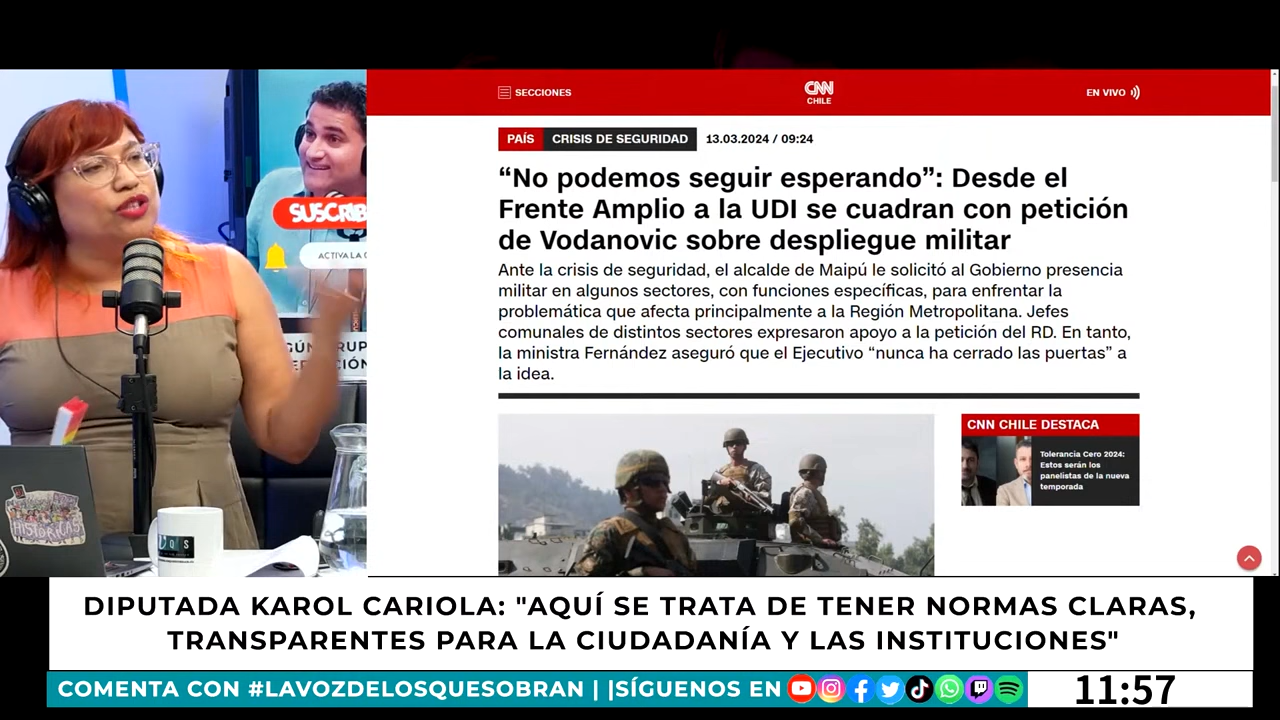 SECCIONES
CNN
CHILE
EN VIVO
PAÍS
CRISIS DE SEGURIDAD
13.03.2024 / 09:24
“No podemos seguir esperando”: Desde el
Frente Amplio a la UDI se cuadran con petición
de Vodanovic sobre despliegue militar
Ante la crisis de seguridad, el alcalde de Maipú le solicitó al Gobierno presencia
militar en algunos sectores, con funciones específicas, para enfrentar la
problemática que afecta principalmente a la Región Metropolitana. Jefes
comunales de distintos sectores expresaron apoyo a la petición del RD. En tanto,
la ministra Fernández aseguró que el Ejecutivo “nunca ha cerrado las puertas” a
la idea.
CNN CHILE DESTACA
Tolerancia Cero 2024:
Estos serán los
panelistas de la nueva
temporada
ACTIVA LA
HISTÓRICAS
DIPUTADA KAROL CARIOLA: "AQUÍ SE TRATA DE TENER NORMAS CLARAS,
TRANSPARENTES PARA LA CIUDADANÍA Y LAS INSTITUCIONES"
COMENTA CON #LAVOZDELOSQUESOBRAN | |SÍGUENOS EN
11:57